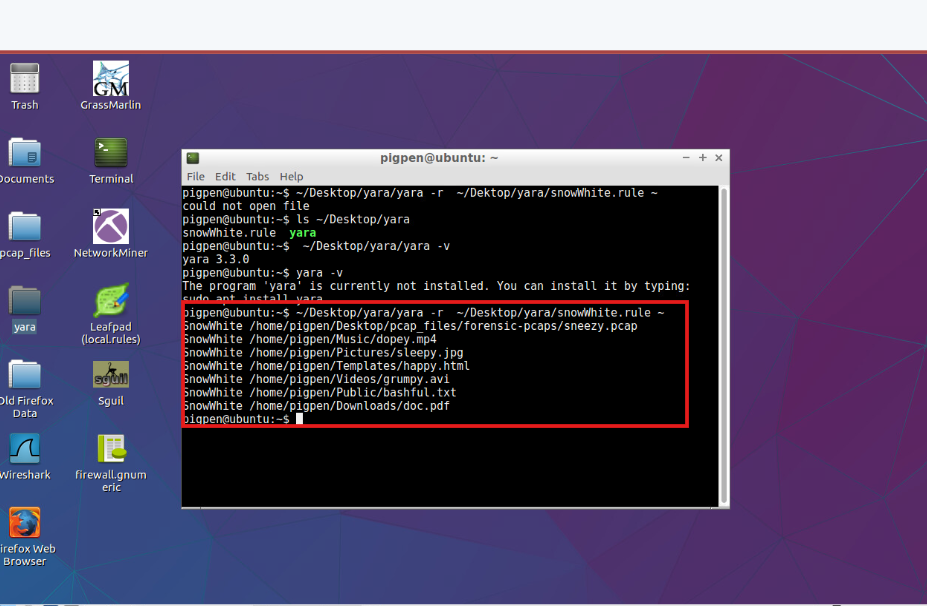 Trash
GrassMarlin
Documents
Terminal
pcap_files
NetworkMiner
yara
Leafpad
(local.rules)
Old Firefox
Data
Sguil
Wireshark
firewall.gnum
eric
irefox Web
Browser
GM
sguil
pigpen@ubuntu: ~
File Edit Tabs Help
pigpen@ubuntu:~$ ~/Desktop/yara/yara -r  ~/Dektop/yara/snowWhite.rule ~
could not open file
pigpen@ubuntu:~$ ls ~/Desktop/yara
snowWhite.rule  yara
pigpen@ubuntu:~$  ~/Desktop/yara/yara -v
yara 3.3.0
pigpen@ubuntu:~$ yara -v
The program 'yara' is currently not installed. You can install it by typing:
sudo apt install yara
pigpen@ubuntu:~$ ~/Desktop/yara/yara -r  ~/Desktop/yara/snowWhite.rule ~
SnowWhite /home/pigpen/Desktop/pcap_files/forensic-pcaps/sneezy.pcap
SnowWhite /home/pigpen/Music/dopey.mp4
SnowWhite /home/pigpen/Pictures/sleepy.jpg
SnowWhite /home/pigpen/Templates/happy.html
SnowWhite /home/pigpen/Videos/grumpy.avi
SnowWhite /home/pigpen/Public/bashful.txt
SnowWhite /home/pigpen/Downloads/doc.pdf
pigpen@ubuntu:~$